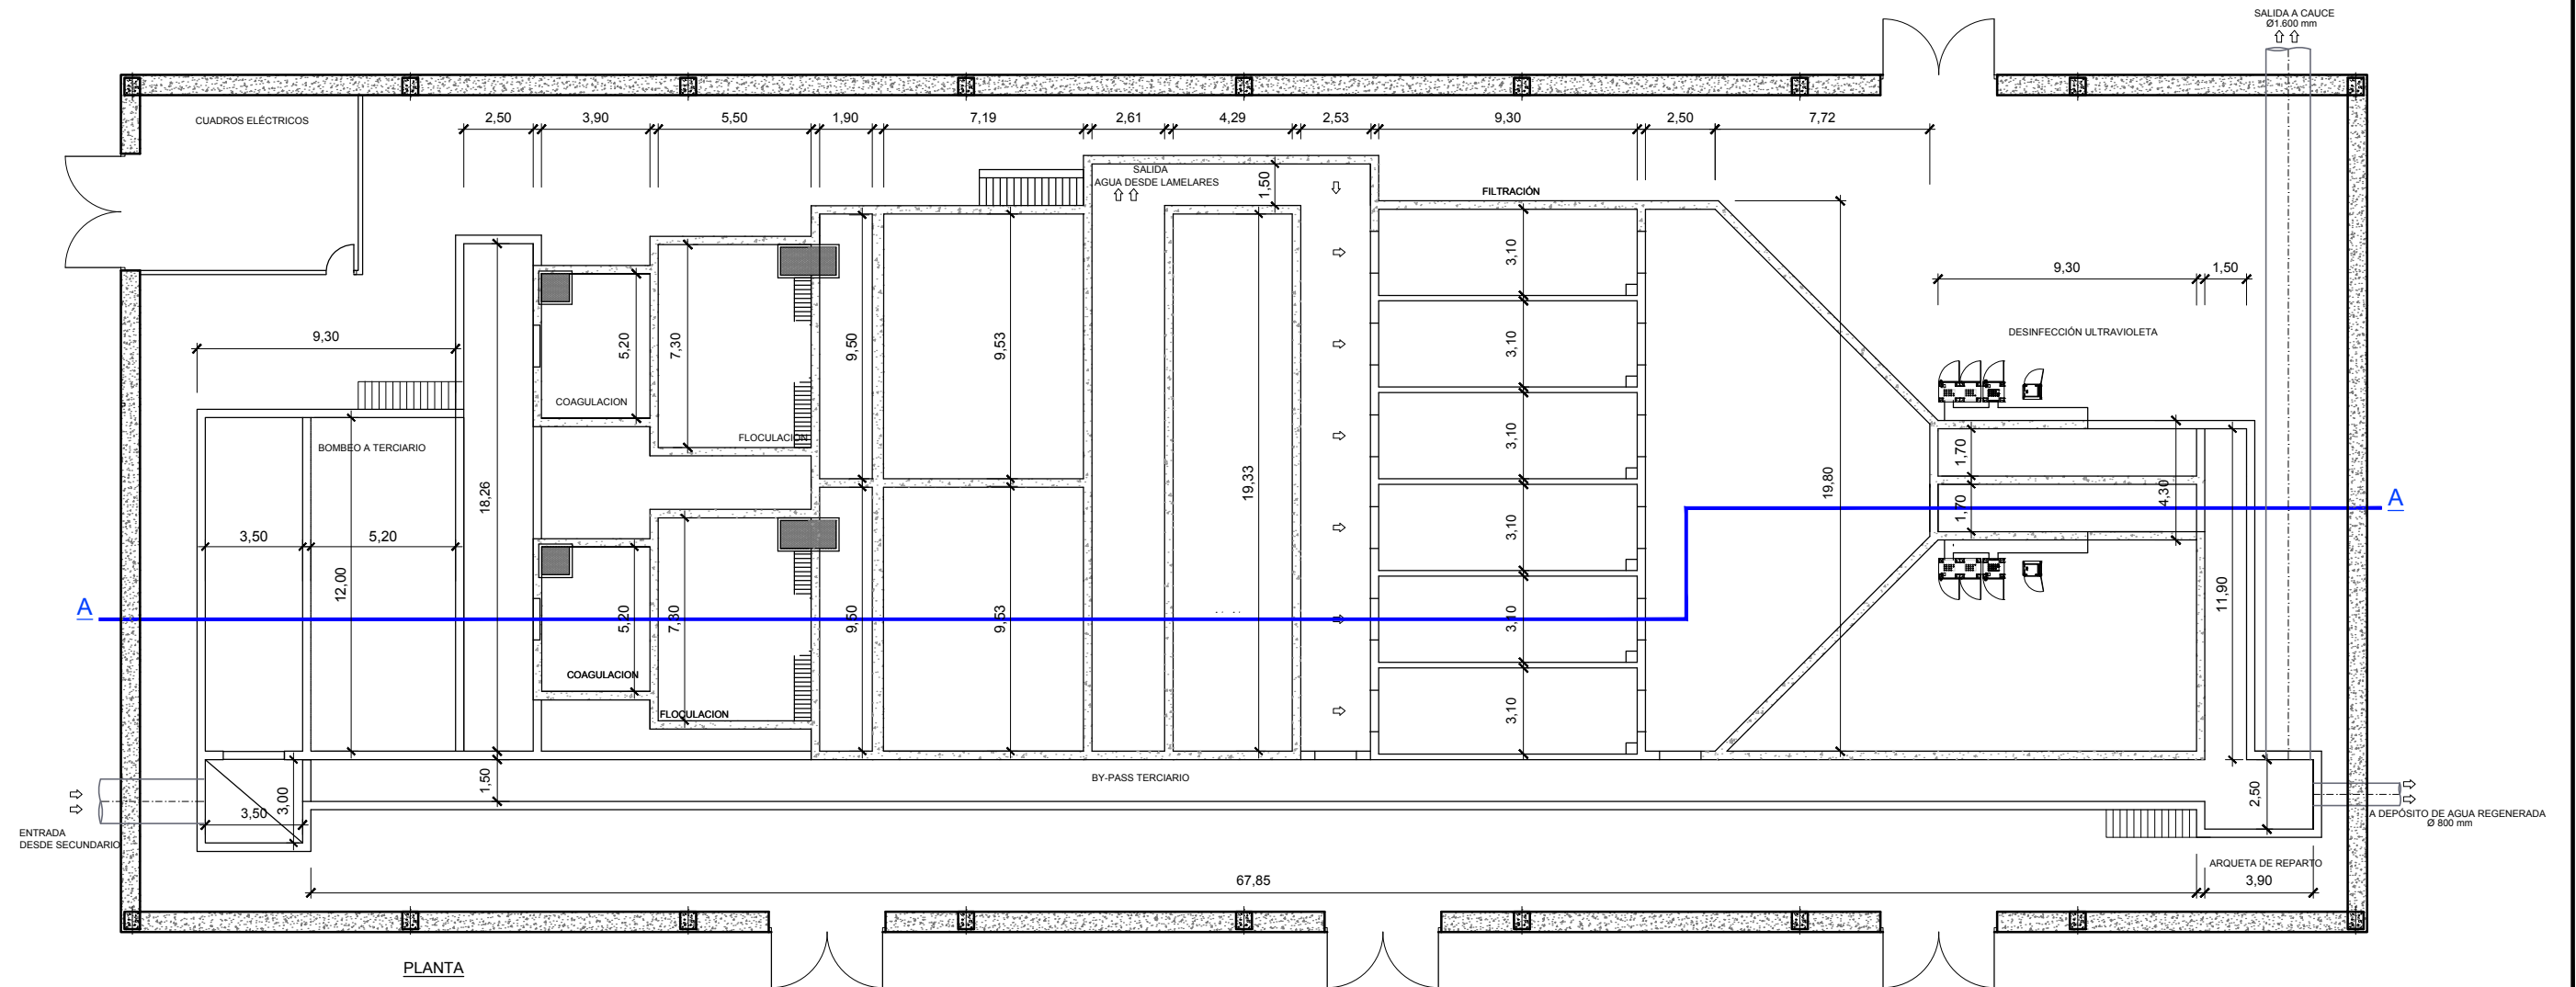 SALIDA A CAUCE
Ø1.600 mm
CUADROS ELÉCTRICOS
2,50
3,90
5,50
1,90
7,19
2,61
4,29
2,53
9,30
2,50
7,72
SALIDA
AGUA DESDE LAMELARES
1,50
FILTRACIÓN
3,10
9,30
1,50
DESINFECCIÓN ULTRAVIOLETA
9,30
5,20
7,30
9,50
9,53
3,10
COAGULACION
FLOCULACION
BOMBEO A TERCIARIO
3,10
1,70
18,26
19,33
19,80
4,30
1,70
A
3,50
5,20
3,10
12,00
11,90
A
5,20
7,30
9,50
9,53
3,10
COAGULACION
FLOCULACION
3,10
BY-PASS TERCIARIO
1,50
3,00
3,50
2,50
ENTRADA
DESDE SECUNDARIO
A DEPÓSITO DE AGUA REGENERADA
Ø 800 mm
ARQUETA DE REPARTO
67,85
3,90
PLANTA